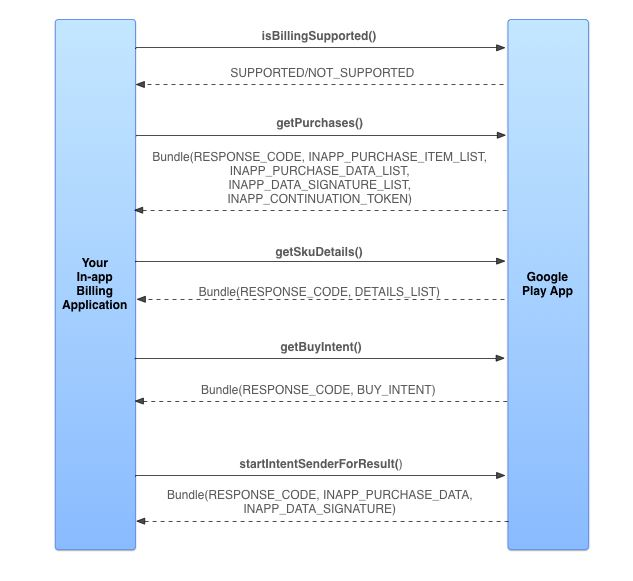 isBillingSupported()
SUPPORTED/NOT_SUPPORTED
getPurchases()
Bundle(RESPONSE_CODE, INAPP_PURCHASE_ITEM_LIST,
INAPP_PURCHASE_DATA_LIST,
INAPP_DATA_SIGNATURE_LIST,
INAPP_CONTINUATION_TOKEN)
getSkuDetails()
Your
In-app
Billing
Application
Google
Play App
Bundle(RESPONSE_CODE, DETAILS_LIST)
getBuyIntent()
Bundle(RESPONSE_CODE, BUY_INTENT)
startIntentSenderForResult()
Bundle(RESPONSE_CODE, INAPP_PURCHASE_DATA,
INAPP_DATA_SIGNATURE)